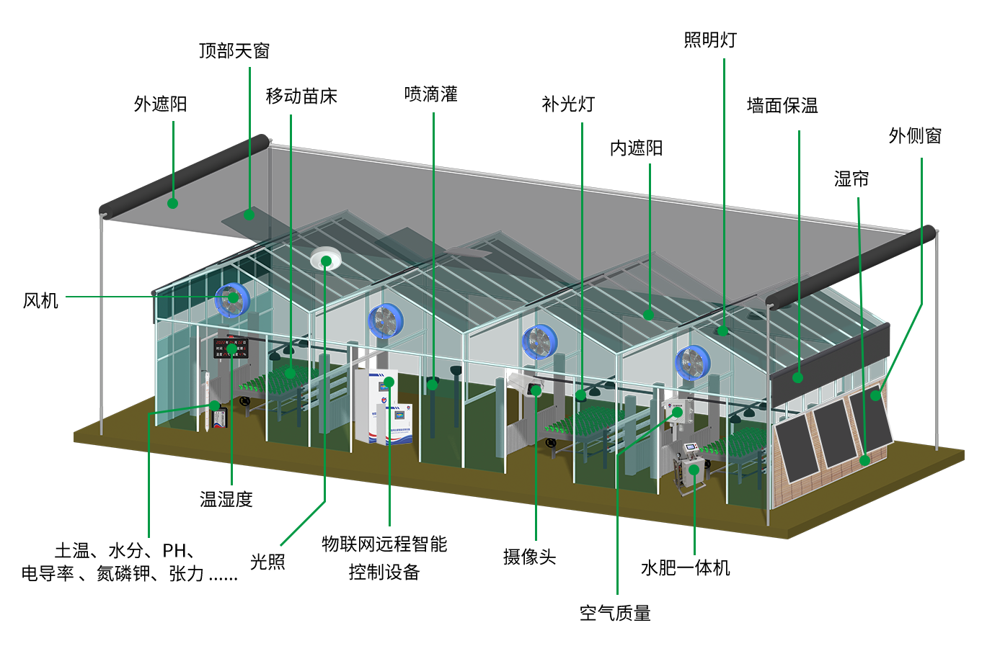 照明灯
顶部天窗
移动苗床
喷滴灌
外遮阳
补光灯
墙面保温
外侧窗
内遮阳
湿帘
风机
温湿度
物联网远程智能
控制设备
土温、水分、PH、
电导率 、氮磷钾、张力 ......
光照
摄像头
水肥一体机
空气质量